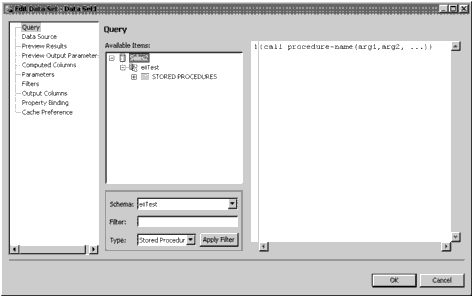 Edit Data Set - Data Set1
Query
Data Source
Preview Results
Preview Output Parameter
Computed Columns
Parameters
Filters
Output Columns
Property Binding
Cache Preference
Query
Available Items:
eiiTest
STORED PROCEDURES
Schema: eiiTest
Filter:
Type: Stored Procedur
Apply Filter
1{call procedure-name(arg1,arg2, ...)}
OK
Cancel